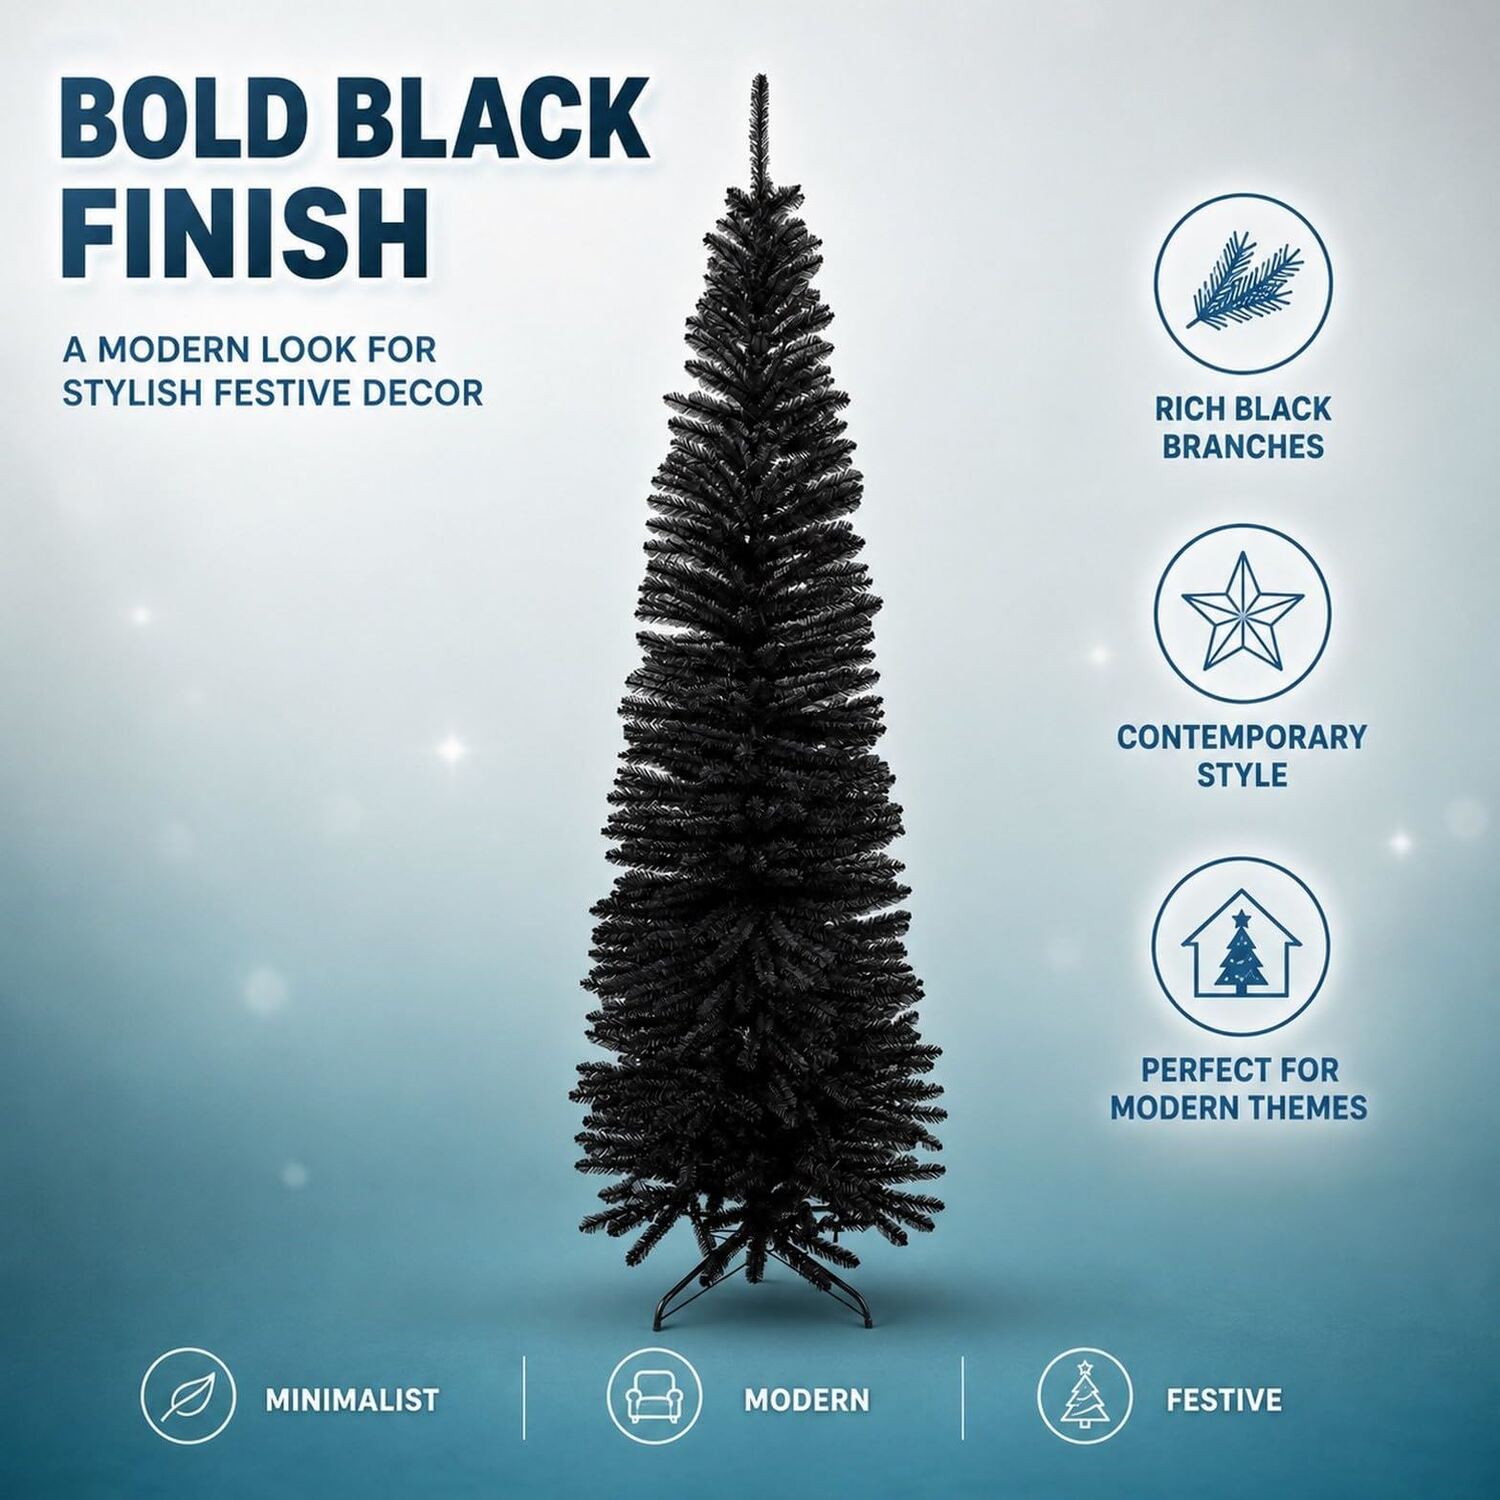 BOLD BLACK
FINISH
A MODERN LOOK FOR
STYLISH FESTIVE DECOR
RICH BLACK
BRANCHES
CONTEMPORARY
STYLE
PERFECT FOR
MODERN THEMES
MINIMALIST
MODERN
FESTIVE